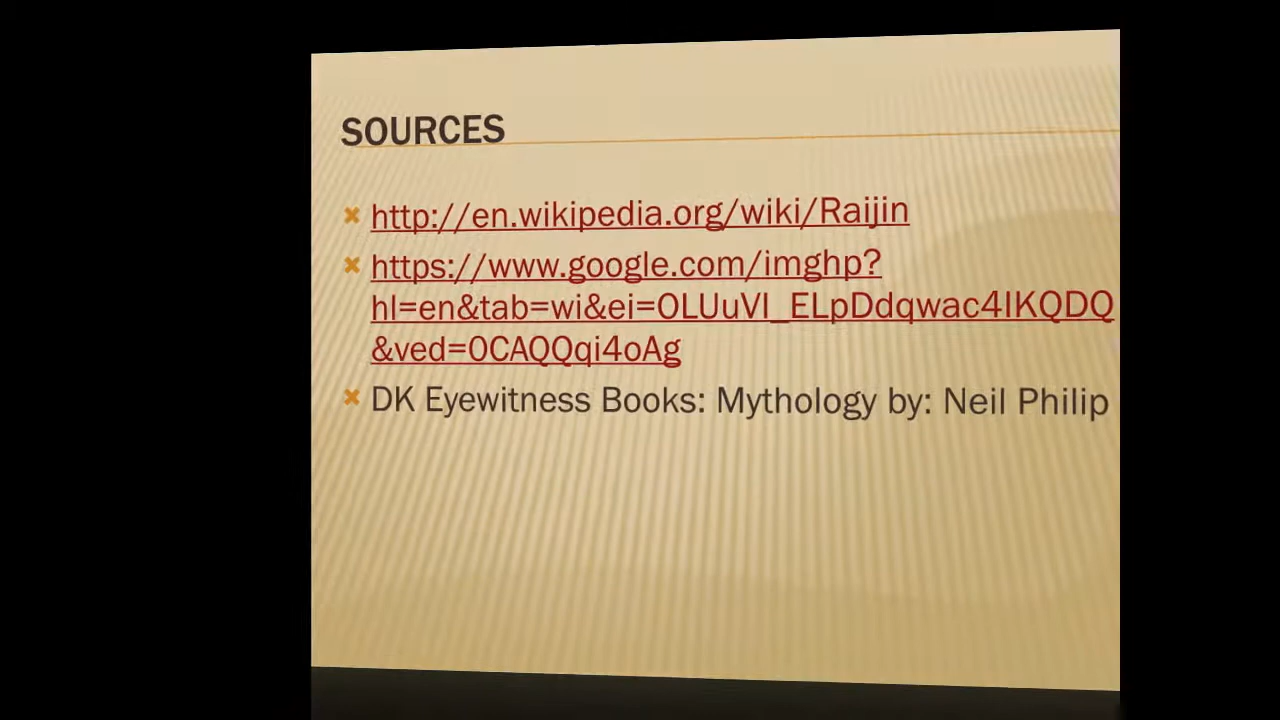 SOURCES
http://en.wikipedia.org/wiki/Raijin
https://www.google.com/imghp?
hl=en&tab=wi&ei=OLUuVI_ELpDdqwac4IKQDQ
&ved=0CAQQqi4oAg
DK Eyewitness Books: Mythology by: Neil Philip